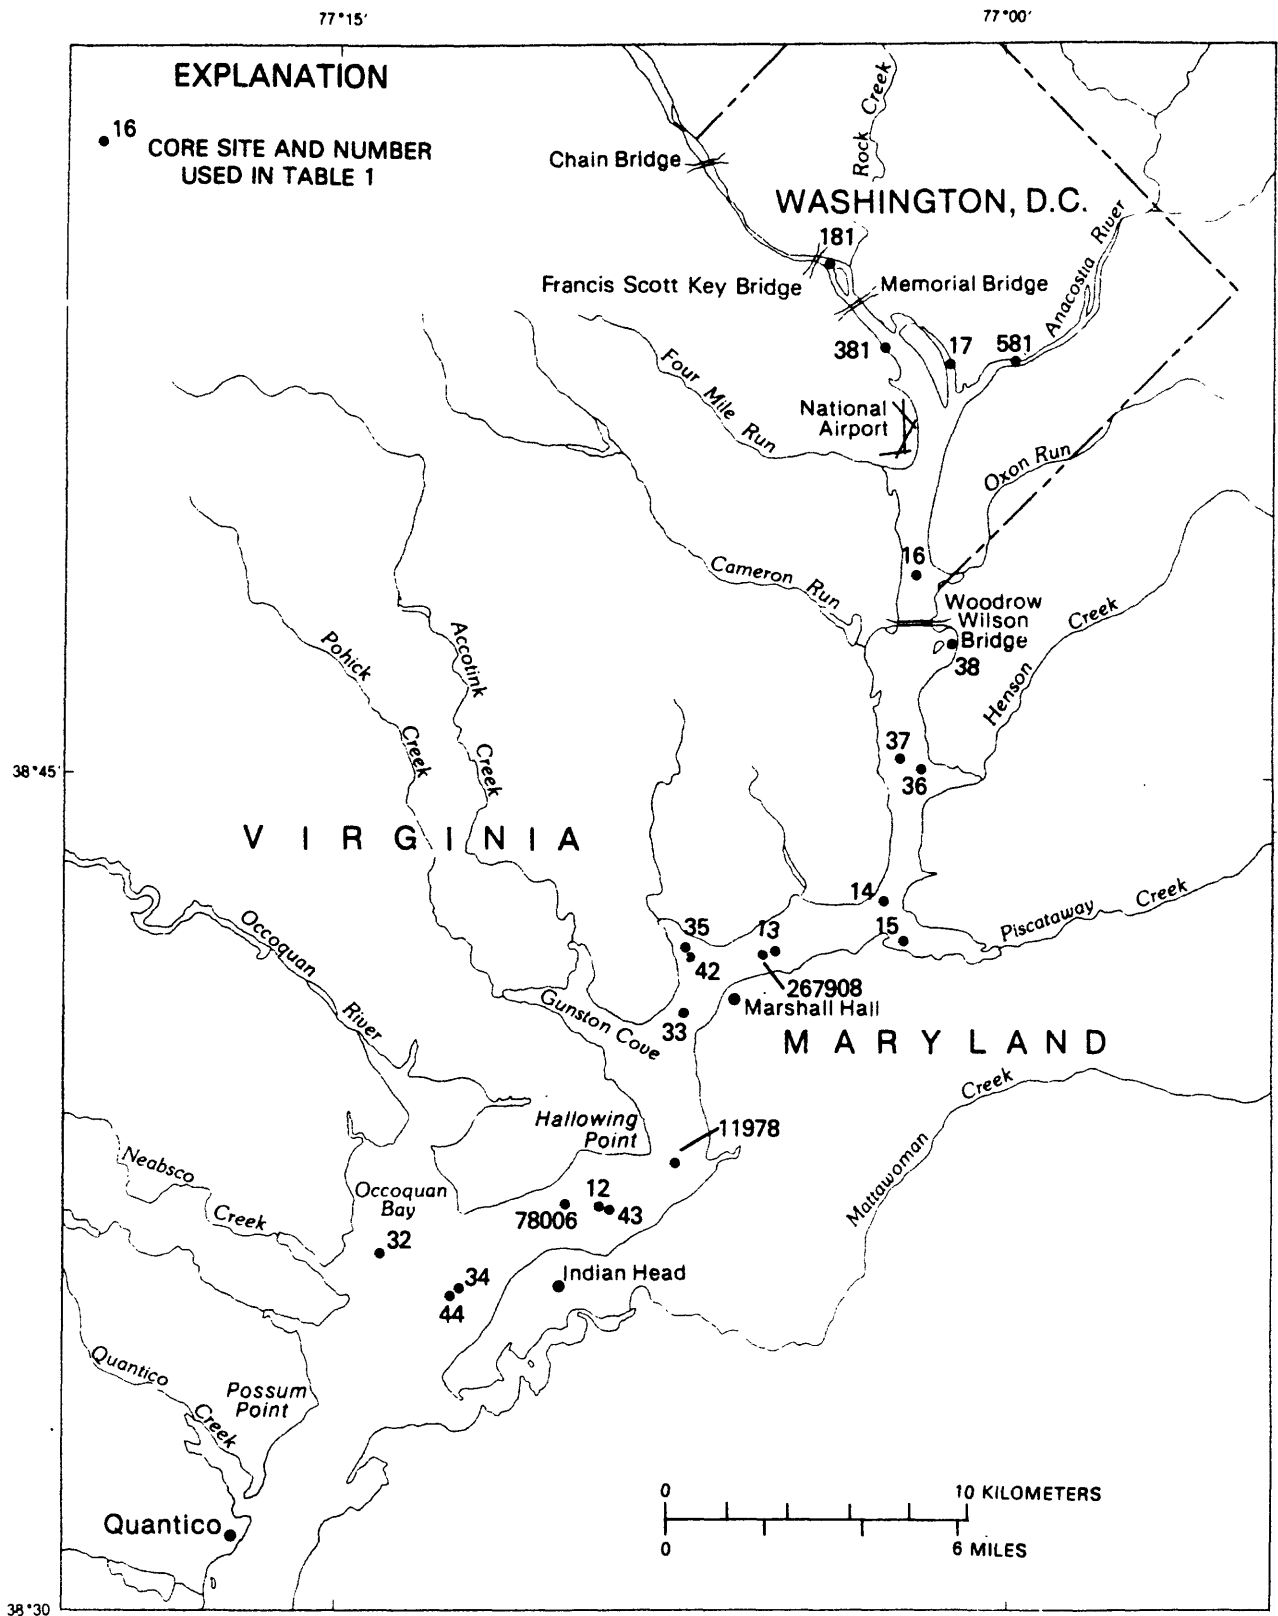 77°15'
77°00'
EXPLANATION
16
CORE SITE AND NUMBER
USED IN TABLE 1
Chain Bridge
Rock Creek
WASHINGTON, D.C.
181
Francis Scott Key Bridge
Memorial Bridge
Anacostia River
381
17
581
Four Mile Run
National
Airport
Oxon Run
16
Cameron Run
Woodrow
Wilson
Bridge
38
Henson Creek
Pohick Creek
Accotink Creek
37
36
38°45'
VIRGINIA
14
15
Piscataway Creek
35
42
13
267908
Marshall Hall
33
Occoquan River
Gunston Cove
MARYLAND
Mattawoman Creek
Hallowing
Point
11978
Neabsco Creek
Occoquan
Bay
12
78006
43
32
34
44
Indian Head
Quantico Creek
Possum
Point
Quantico
0 10 KILOMETERS
0 6 MILES
38°30